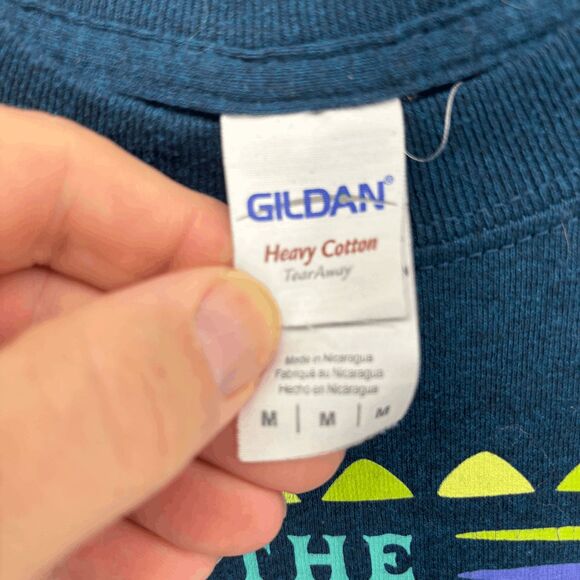 GILDAN®
Heavy Cotton
TearAway
Made in Nicaragua
Fabriqué au Nicaragua
Hecho en Nicaragua
M | M | M
THE